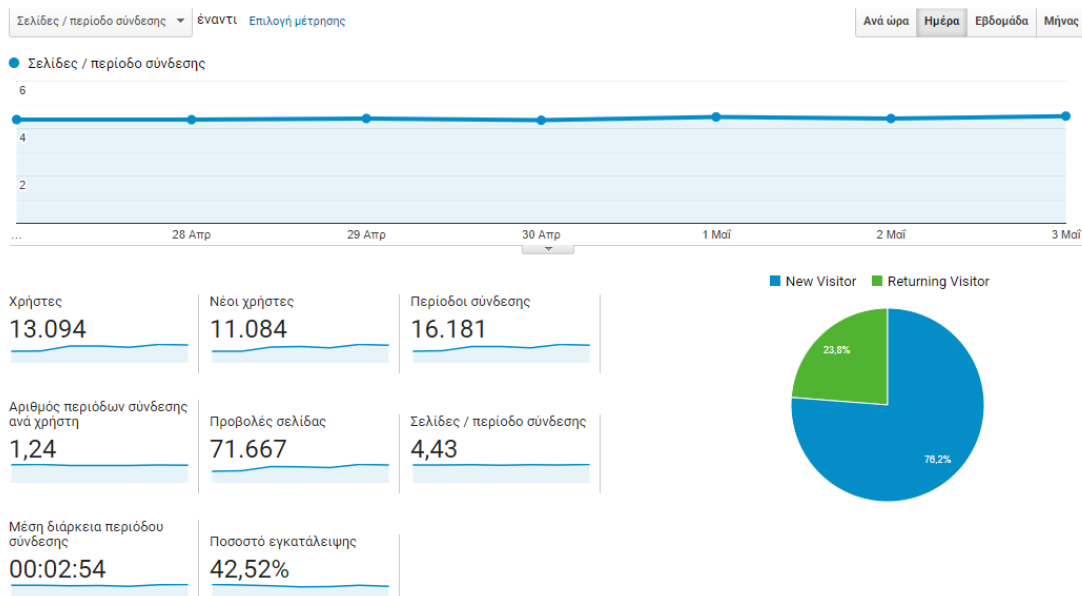 Σελίδες / περίοδο σύνδεσης έναντι Επιλογή μέτρησης Ανά ώρα Ημέρα Εβδομάδα Μήνας
Σελίδες / περίοδο σύνδεσης
6
4
2
... 28 Απρ 29 Απρ 30 Απρ 1 Μαΐ 2 Μαΐ 3 Μαΐ
New Visitor Returning Visitor
Χρήστες
13.094
Νέοι χρήστες
11.084
Περίοδοι σύνδεσης
16.181
Αριθμός περιόδων σύνδεσης
ανά χρήστη
1,24
Προβολές σελίδας
71.667
Σελίδες / περίοδο σύνδεσης
4,43
Μέση διάρκεια περιόδου
σύνδεσης
00:02:54
Ποσοστό εγκατάλειψης
42,52%
23,8%
76,2%